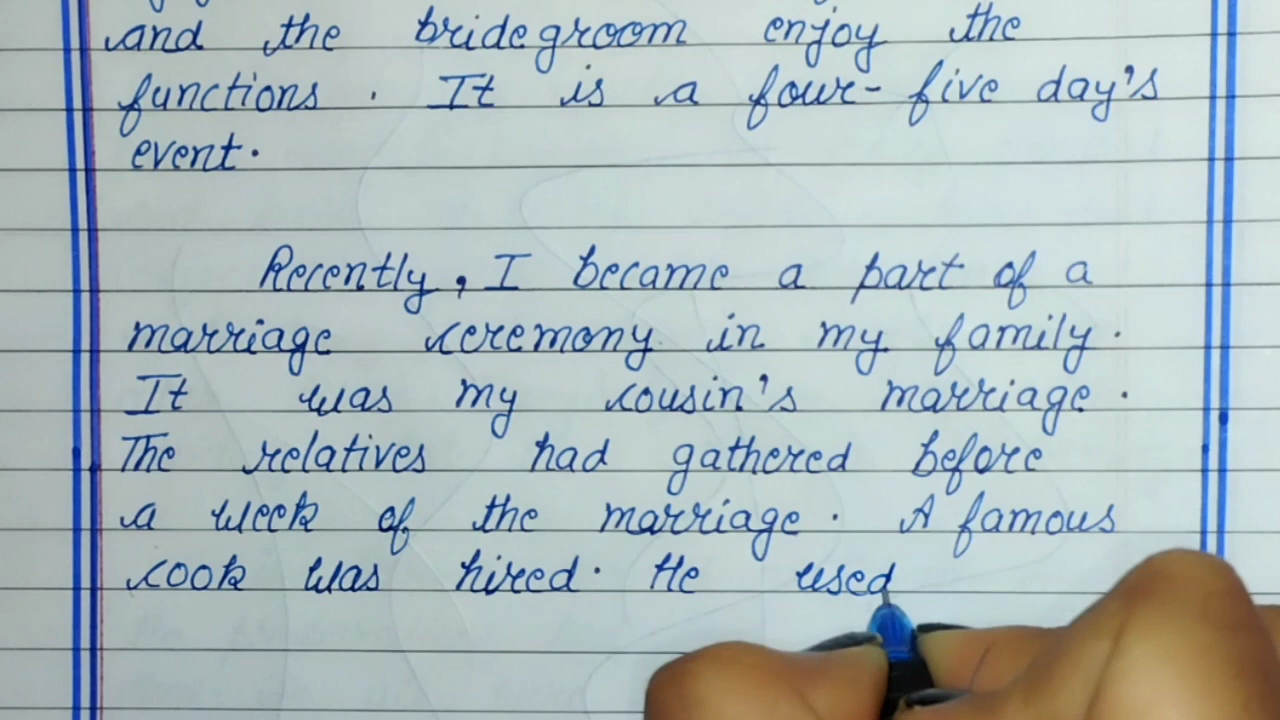 and the bridegroom enjoy the
functions. It is a four-five day's
event.
Recently, I became a part of a
marriage ceremony in my family.
It was my cousin's marriage.
The relatives had gathered before
a week of the marriage. A famous
cook was hired. He used